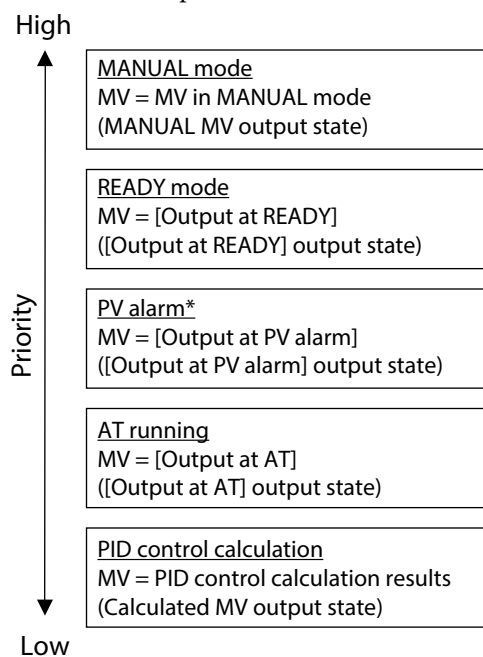 High
MANUAL mode
MV = MV in MANUAL mode
(MANUAL MV output state)
READY mode
MV = [Output at READY]
([Output at READY] output state)
PV alarm*
MV = [Output at PV alarm]
([Output at PV alarm] output state)
Priority
AT running
MV = [Output at AT]
([Output at AT] output state)
PID control calculation
MV = PID control calculation results
(Calculated MV output state)
Low